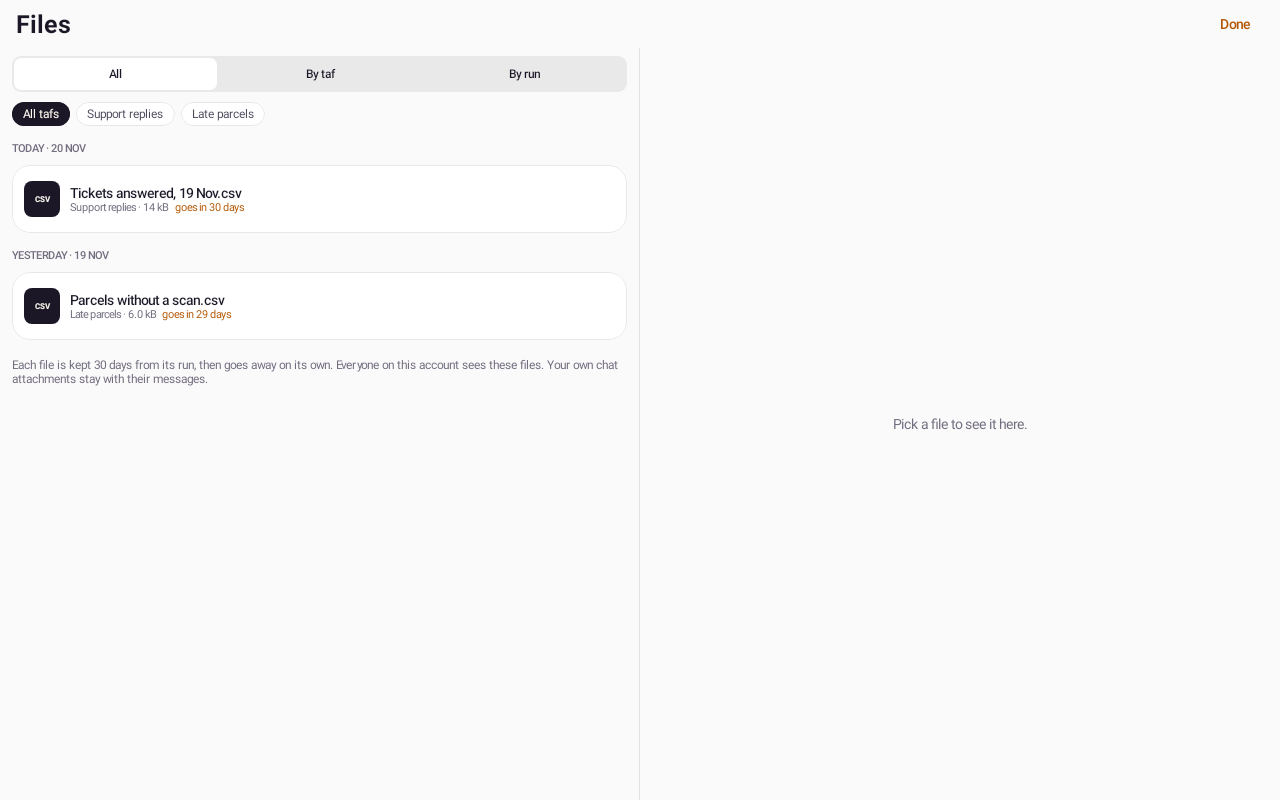 Files
Done
All
By taf
By run
All tafs
Support replies
Late parcels
TODAY · 20 NOV
CSV
Tickets answered, 19 Nov.csv
Support replies · 14 kB goes in 30 days
YESTERDAY · 19 NOV
CSV
Parcels without a scan.csv
Late parcels · 6.0 kB goes in 29 days
Each file is kept 30 days from its run, then goes away on its own. Everyone on this account sees these files. Your own chat
attachments stay with their messages.
Pick a file to see it here.